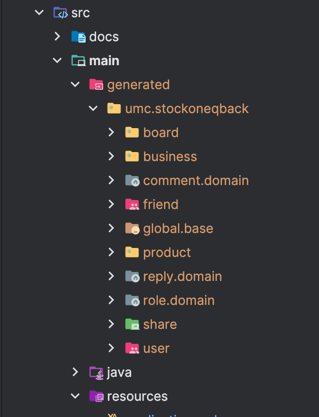 src
docs
main
generated
umc.stockoneqback
board
business
comment.domain
friend
global.base
product
reply.domain
role.domain
share
user
java
resources